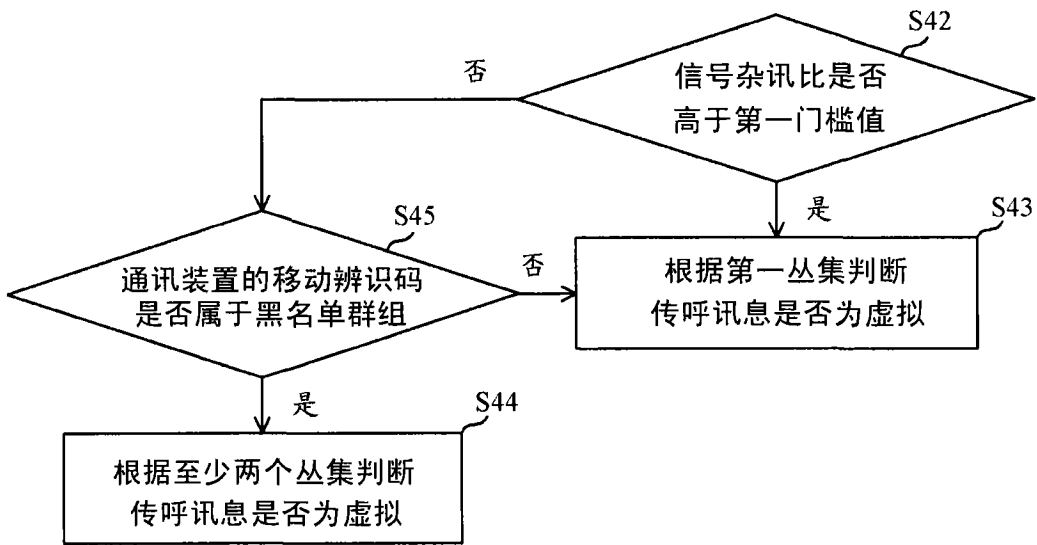 S42
信号杂讯比是否
高于第一门槛值
否
是
S43
根据第一丛集判断
传呼讯息是否为虚拟
S45
通讯装置的移动辨识码
是否属于黑名单群组
否
是
S44
根据至少两个丛集判断
传呼讯息是否为虚拟